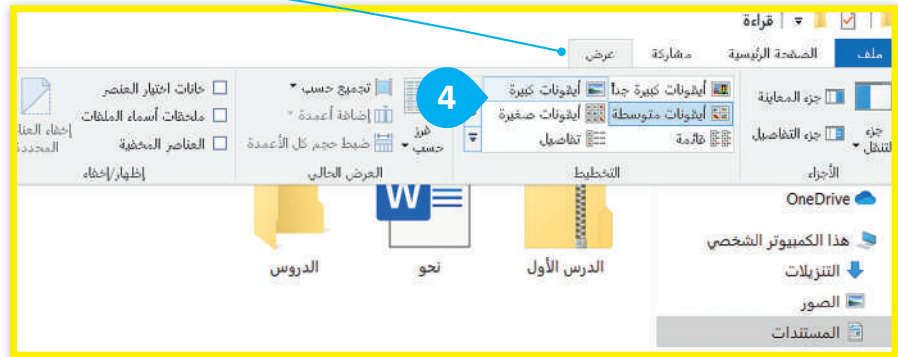 قراءة
ملف الصفحة الرئيسية مشاركة عرض
جزء التنقل
جزء المعاينة
جزء التفاصيل
الأجزاء
أيقونات كبيرة جداً أيقونات كبيرة
أيقونات متوسطة أيقونات صغيرة
قائمة تفاصيل
التخطيط
4
فرز حسب
تجميع حسب
إضافة أعمدة
ضبط حجم كل الأعمدة
العرض الحالي
خانات اختيار العنصر
ملحقات أسماء الملفات
العناصر المخفية
إظهار/إخفاء
إخفاء
OneDrive
هذا الكمبيوتر الشخصي
التنزيلات
الصور
المستندات
W
الدرس الأول نحو الدروس